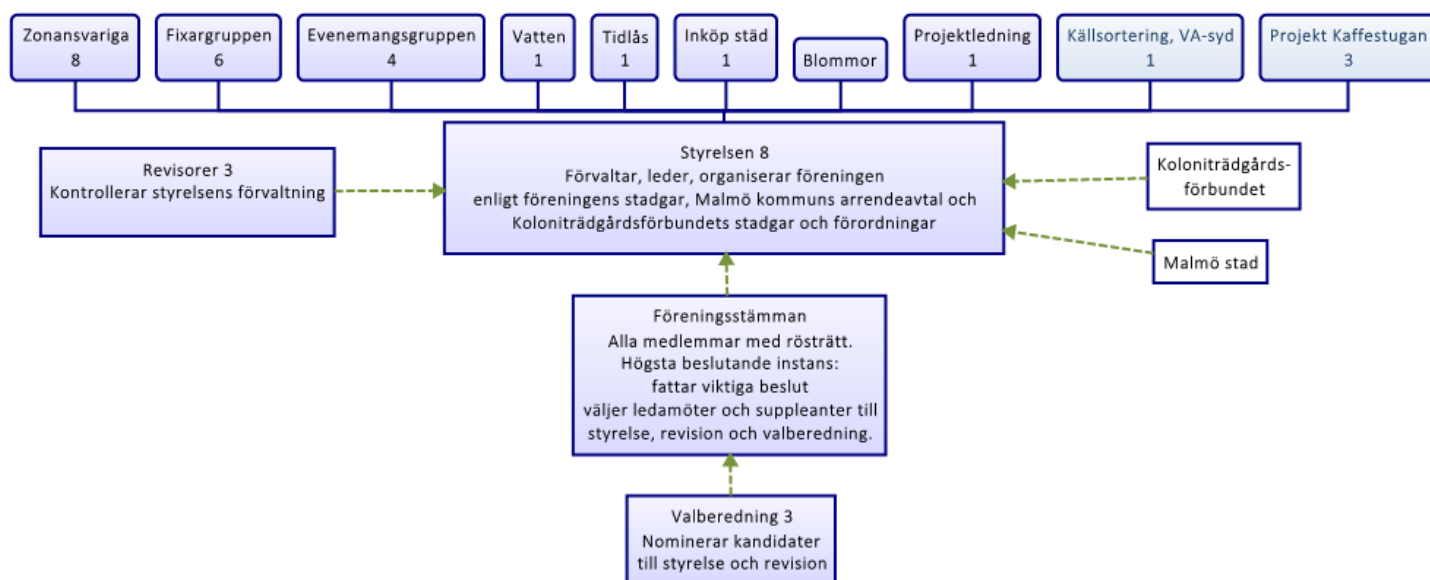 Zonansvariga
8
Fixargruppen
6
Evenemangsgruppen
4
Vatten
1
Tidlås
1
Inköp städ
1
Blommor
Projektledning
1
Källsortering, VA-syd
1
Projekt Kaffestugan
3
Revisorer 3
Kontrollerar styrelsens förvaltning
Styrelsen 8
Förvaltar, leder, organiserar föreningen
enligt föreningens stadgar, Malmö kommuns arrendeavtal och
Koloniträdgårdsförbundets stadgar och förordningar
Koloniträdgårds-
förbundet
Malmö stad
Föreningsstämman
Alla medlemmar med rösträtt.
Högsta beslutande instans:
fattar viktiga beslut
väljer ledamöter och suppleanter till
styrelse, revision och valberedning.
Valberedning 3
Nominerar kandidater
till styrelse och revision